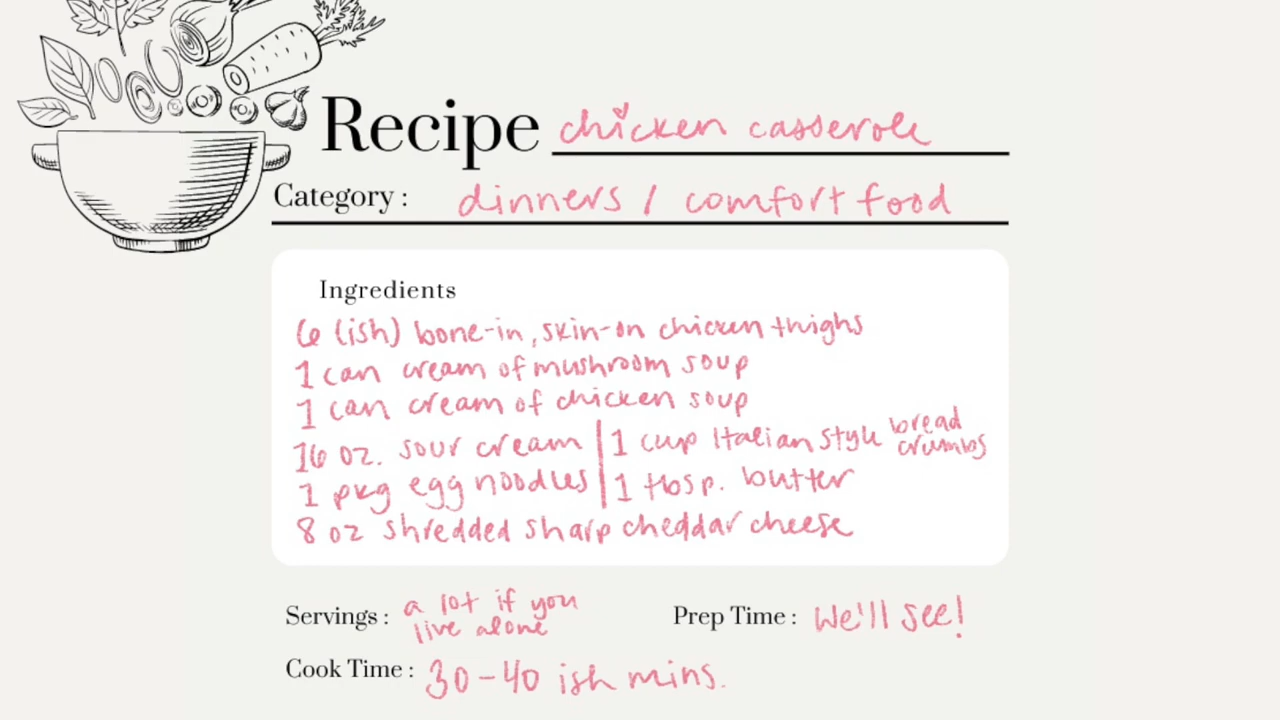 Recipe chicken casserole
Category : dinners / comfort food
Ingredients
6 (ish) bone-in, skin-on chicken thighs
1 can cream of mushroom soup
1 can cream of chicken soup
16 oz. sour cream | 1 cup Italian style bread crumbs
1 pkg egg noodles | 1 tbsp. butter
8 oz shredded sharp cheddar cheese
Servings : a lot if you live alone
Prep Time : we'll see!
Cook Time : 30-40 ish mins.